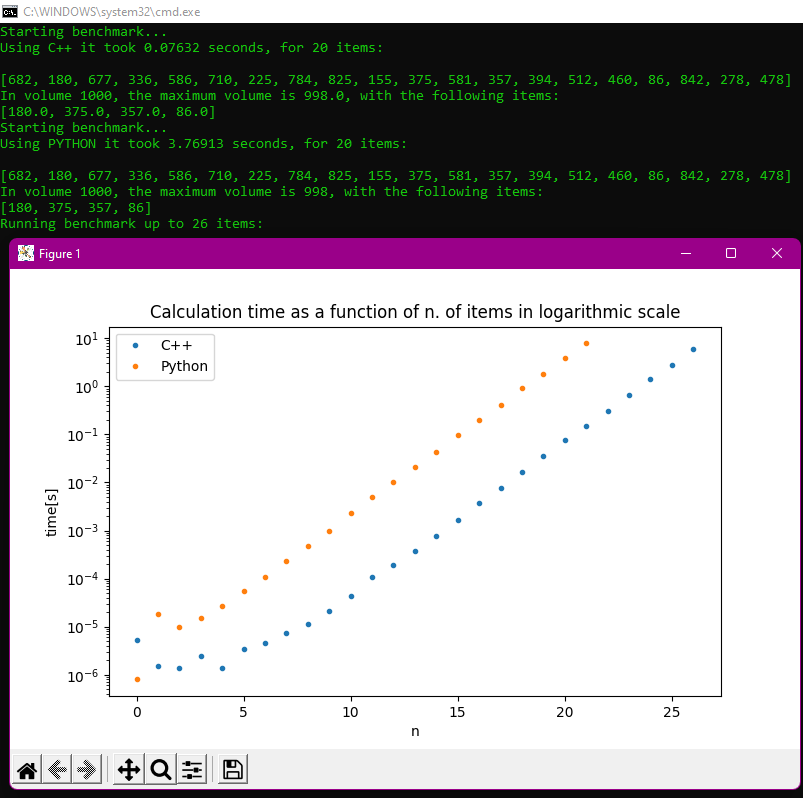 C:\WINDOWS\system32\cmd.exe
Starting benchmark...
Using C++ it took 0.07632 seconds, for 20 items:
[682, 180, 677, 336, 586, 710, 225, 784, 825, 155, 375, 581, 357, 394, 512, 460, 86, 842, 278, 478]
In volume 1000, the maximum volume is 998.0, with the following items:
[180.0, 375.0, 357.0, 86.0]
Starting benchmark...
Using PYTHON it took 3.76913 seconds, for 20 items:
[682, 180, 677, 336, 586, 710, 225, 784, 825, 155, 375, 581, 357, 394, 512, 460, 86, 842, 278, 478]
In volume 1000, the maximum volume is 998, with the following items:
[180, 375, 357, 86]
Running benchmark up to 26 items:
Figure 1
Calculation time as a function of n. of items in logarithmic scale
C++
Python
10¹
10⁰
10⁻¹
10⁻²
10⁻³
10⁻⁴
10⁻⁵
10⁻⁶
time[s]
0 5 10 15 20 25
n